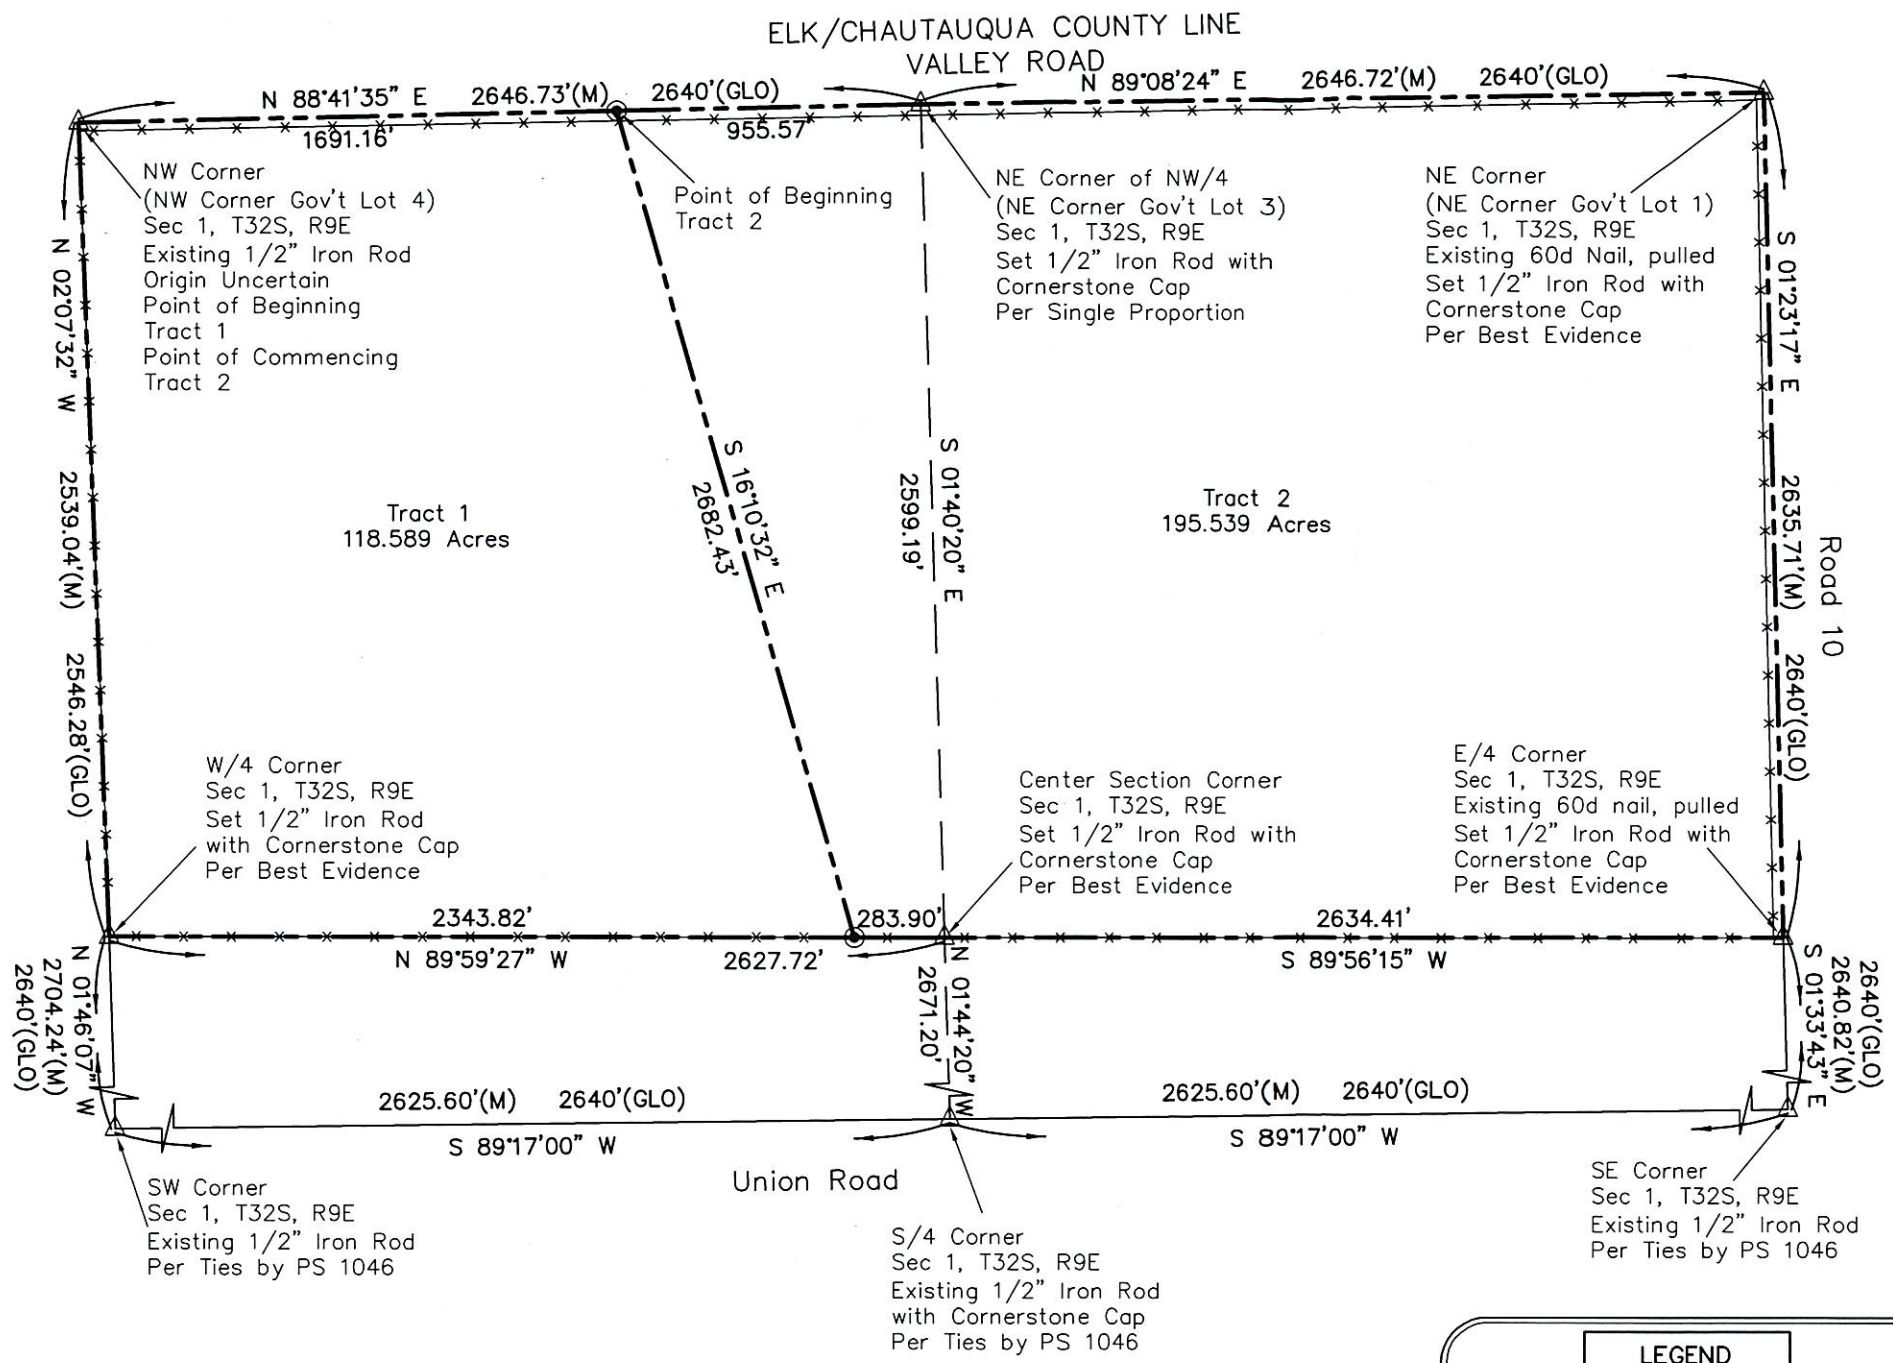 ELK/CHAUTAUQUA COUNTY LINE
VALLEY ROAD
N 88°41'35" E 2646.73'(M) 2640'(GLO)
N 89°08'24" E 2646.72'(M) 2640'(GLO)
1691.16'
955.57'
NW Corner
(NW Corner Gov't Lot 4)
Sec 1, T32S, R9E
Existing 1/2" Iron Rod
Origin Uncertain
Point of Beginning
Tract 1
Point of Commencing
Tract 2
Point of Beginning
Tract 2
NE Corner of NW/4
(NE Corner Gov't Lot 3)
Sec 1, T32S, R9E
Set 1/2" Iron Rod with
Cornerstone Cap
Per Single Proportion
NE Corner
(NE Corner Gov't Lot 1)
Sec 1, T32S, R9E
Existing 60d Nail, pulled
Set 1/2" Iron Rod with
Cornerstone Cap
Per Best Evidence
N 02°07'32" W 2539.04'(M) 2546.28'(GLO)
S 16°10'32" E
2682.43'
S 01°40'20" E
2599.19'
S 01°23'17" E 2635.71'(M) 2640'(GLO)
Road 10
Tract 1
118.589 Acres
Tract 2
195.539 Acres
W/4 Corner
Sec 1, T32S, R9E
Set 1/2" Iron Rod
with Cornerstone Cap
Per Best Evidence
Center Section Corner
Sec 1, T32S, R9E
Set 1/2" Iron Rod with
Cornerstone Cap
Per Best Evidence
E/4 Corner
Sec 1, T32S, R9E
Existing 60d nail, pulled
Set 1/2" Iron Rod with
Cornerstone Cap
Per Best Evidence
2343.82'
283.90'
2634.41'
N 89°59'27" W 2627.72'
S 89°56'15" W
N 01°46'07" W
2704.24'(M)
2640'(GLO)
N 01°44'20" W
2671.20'
2640'(GLO)
2640.82'(M)
S 01°33'43" E
2625.60'(M) 2640'(GLO)
S 89°17'00" W
2625.60'(M) 2640'(GLO)
S 89°17'00" W
Union Road
SW Corner
Sec 1, T32S, R9E
Existing 1/2" Iron Rod
Per Ties by PS 1046
S/4 Corner
Sec 1, T32S, R9E
Existing 1/2" Iron Rod
with Cornerstone Cap
Per Ties by PS 1046
SE Corner
Sec 1, T32S, R9E
Existing 1/2" Iron Rod
Per Ties by PS 1046
LEGEND